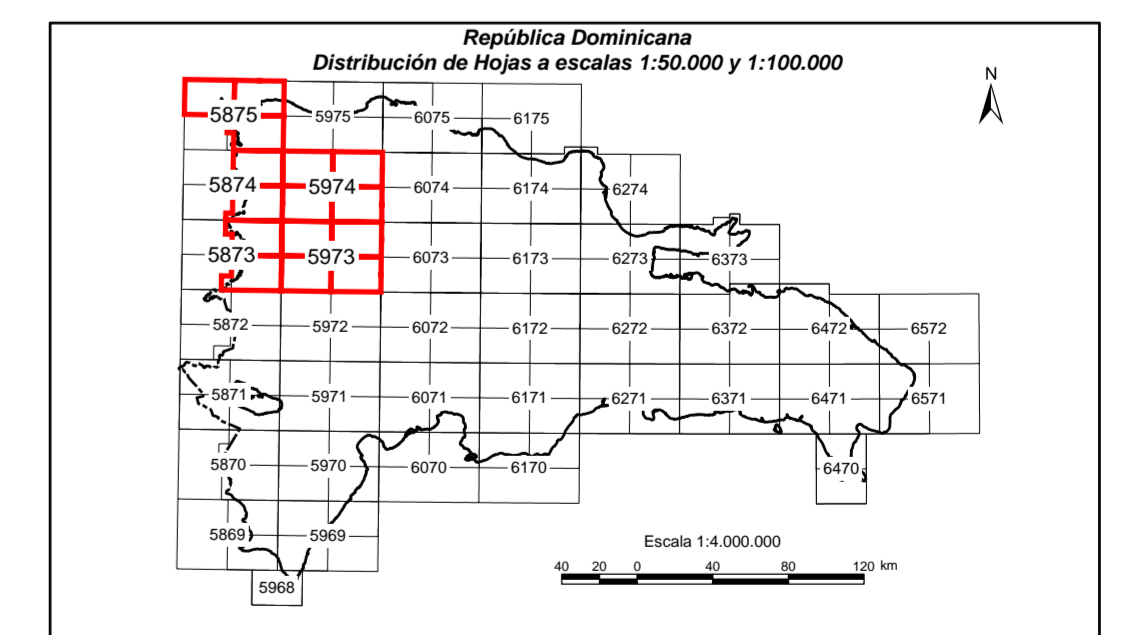 República Dominicana
Distribución de Hojas a escalas 1:50.000 y 1:100.000
N
5875 5975 6075 6175
5874 5974 6074 6174 6274
5873 5973 6073 6173 6273 6373
5872 5972 6072 6172 6272 6372 6472 6572
5871 5971 6071 6171 6271 6371 6471 6571
5870 5970 6070 6170 6470
5869 5969
5968
Escala 1:4.000.000
40 20 0 40 80 120 km